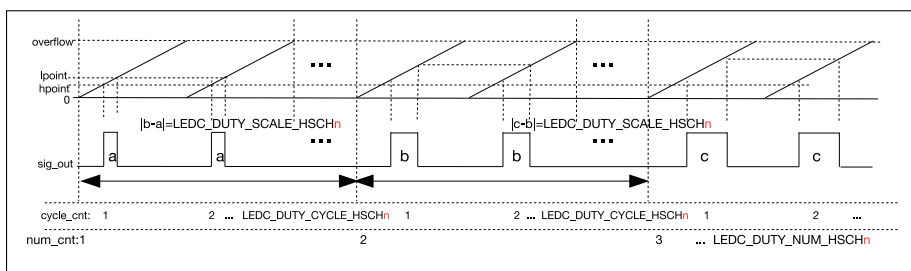 overflow
lpoint
hpoint
0
|b-a|=LEDC_DUTY_SCALE_HSCHn |c-b|=LEDC_DUTY_SCALE_HSCHn
sig_out a a b b c c
cycle_cnt: 1 2 ... LEDC_DUTY_CYCLE_HSCHn 1 2 ... LEDC_DUTY_CYCLE_HSCHn 1 2 ...
num_cnt:1 2 3 ... LEDC_DUTY_NUM_HSCHn